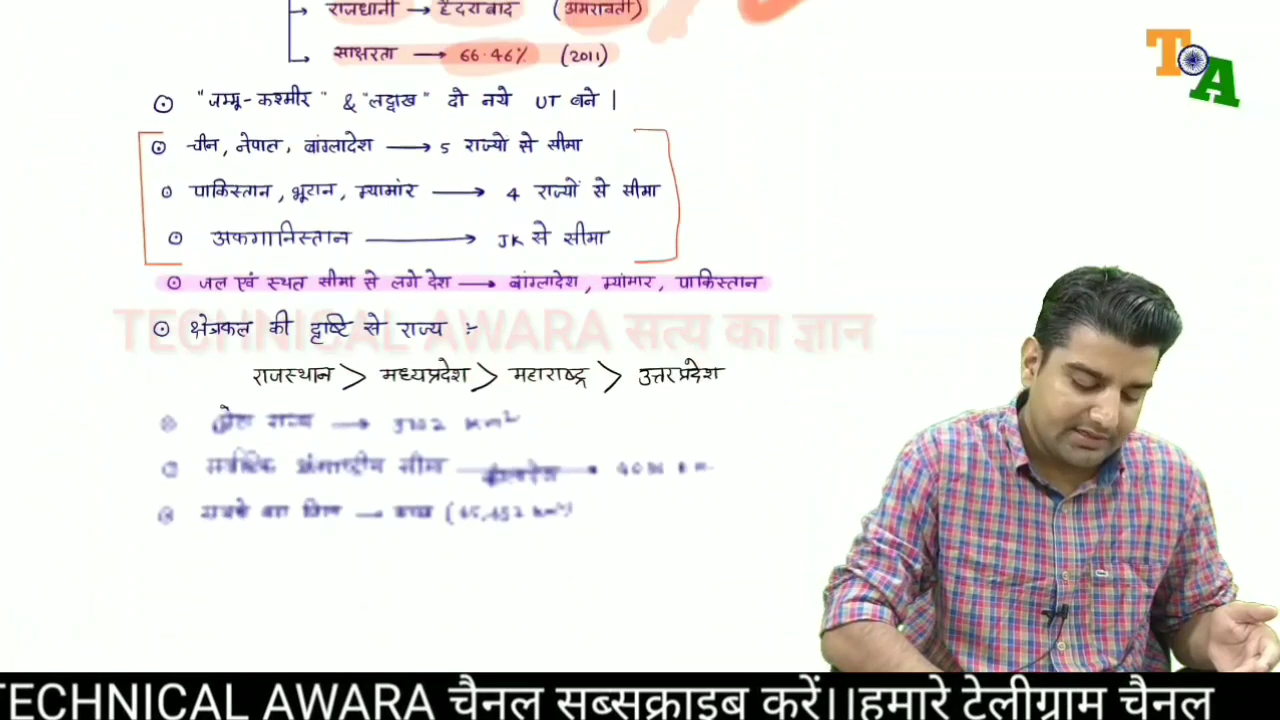 राजधानी → हैदराबाद (अमरावती)
साक्षरता → 66.46% (2011)
TA
⊙ "जम्मू-कश्मीर" & "लद्दाख" दो नये UT बने |
⊙ चीन, नेपाल, बांग्लादेश → 5 राज्यों से सीमा
⊙ पाकिस्तान, भूटान, म्यामांर → 4 राज्यों से सीमा
⊙ अफगानिस्तान → JK से सीमा
⊙ जल एवं स्थल सीमा से लगे देश → बांग्लादेश, म्यांमार, पाकिस्तान
TECHNICAL AWARA सत्य का ज्ञान
⊙ क्षेत्रफल की दृष्टि से राज्य :-
राजस्थान > मध्यप्रदेश > महाराष्ट्र > उत्तरप्रदेश
राज्य → km²
सीमा
→ km²)
TECHNICAL AWARA चैनल सब्सक्राइब करें।।हमारे टेलीग्राम चैनल